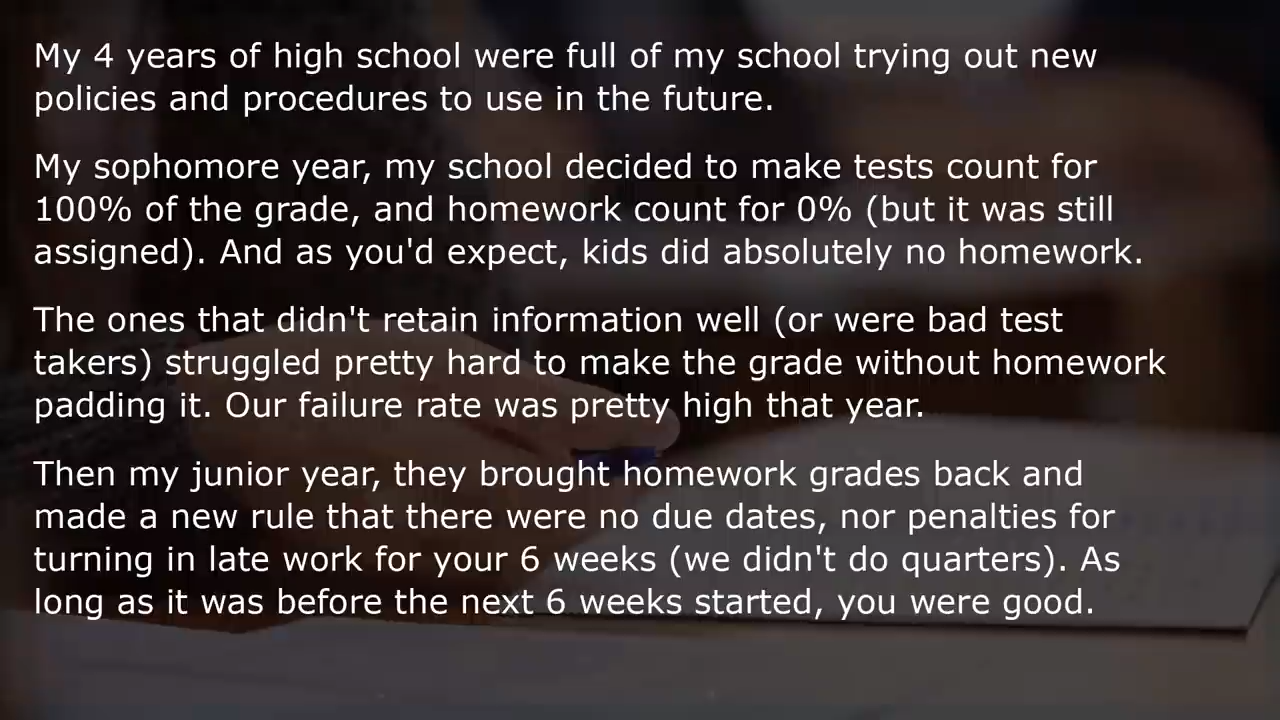 My 4 years of high school were full of my school trying out new
policies and procedures to use in the future.
My sophomore year, my school decided to make tests count for
100% of the grade, and homework count for 0% (but it was still
assigned). And as you'd expect, kids did absolutely no homework.
The ones that didn't retain information well (or were bad test
takers) struggled pretty hard to make the grade without homework
padding it. Our failure rate was pretty high that year.
Then my junior year, they brought homework grades back and
made a new rule that there were no due dates, nor penalties for
turning in late work for your 6 weeks (we didn't do quarters). As
long as it was before the next 6 weeks started, you were good.